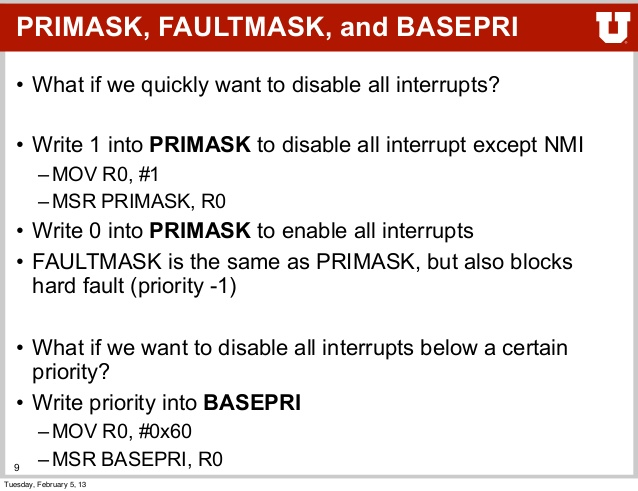 PRIMASK, FAULTMASK, and BASEPRI
U
• What if we quickly want to disable all interrupts?
• Write 1 into PRIMASK to disable all interrupt except NMI
–MOV R0, #1
–MSR PRIMASK, R0
• Write 0 into PRIMASK to enable all interrupts
• FAULTMASK is the same as PRIMASK, but also blocks
hard fault (priority -1)
• What if we want to disable all interrupts below a certain
priority?
• Write priority into BASEPRI
–MOV R0, #0x60
–MSR BASEPRI, R0
9
Tuesday, February 5, 13